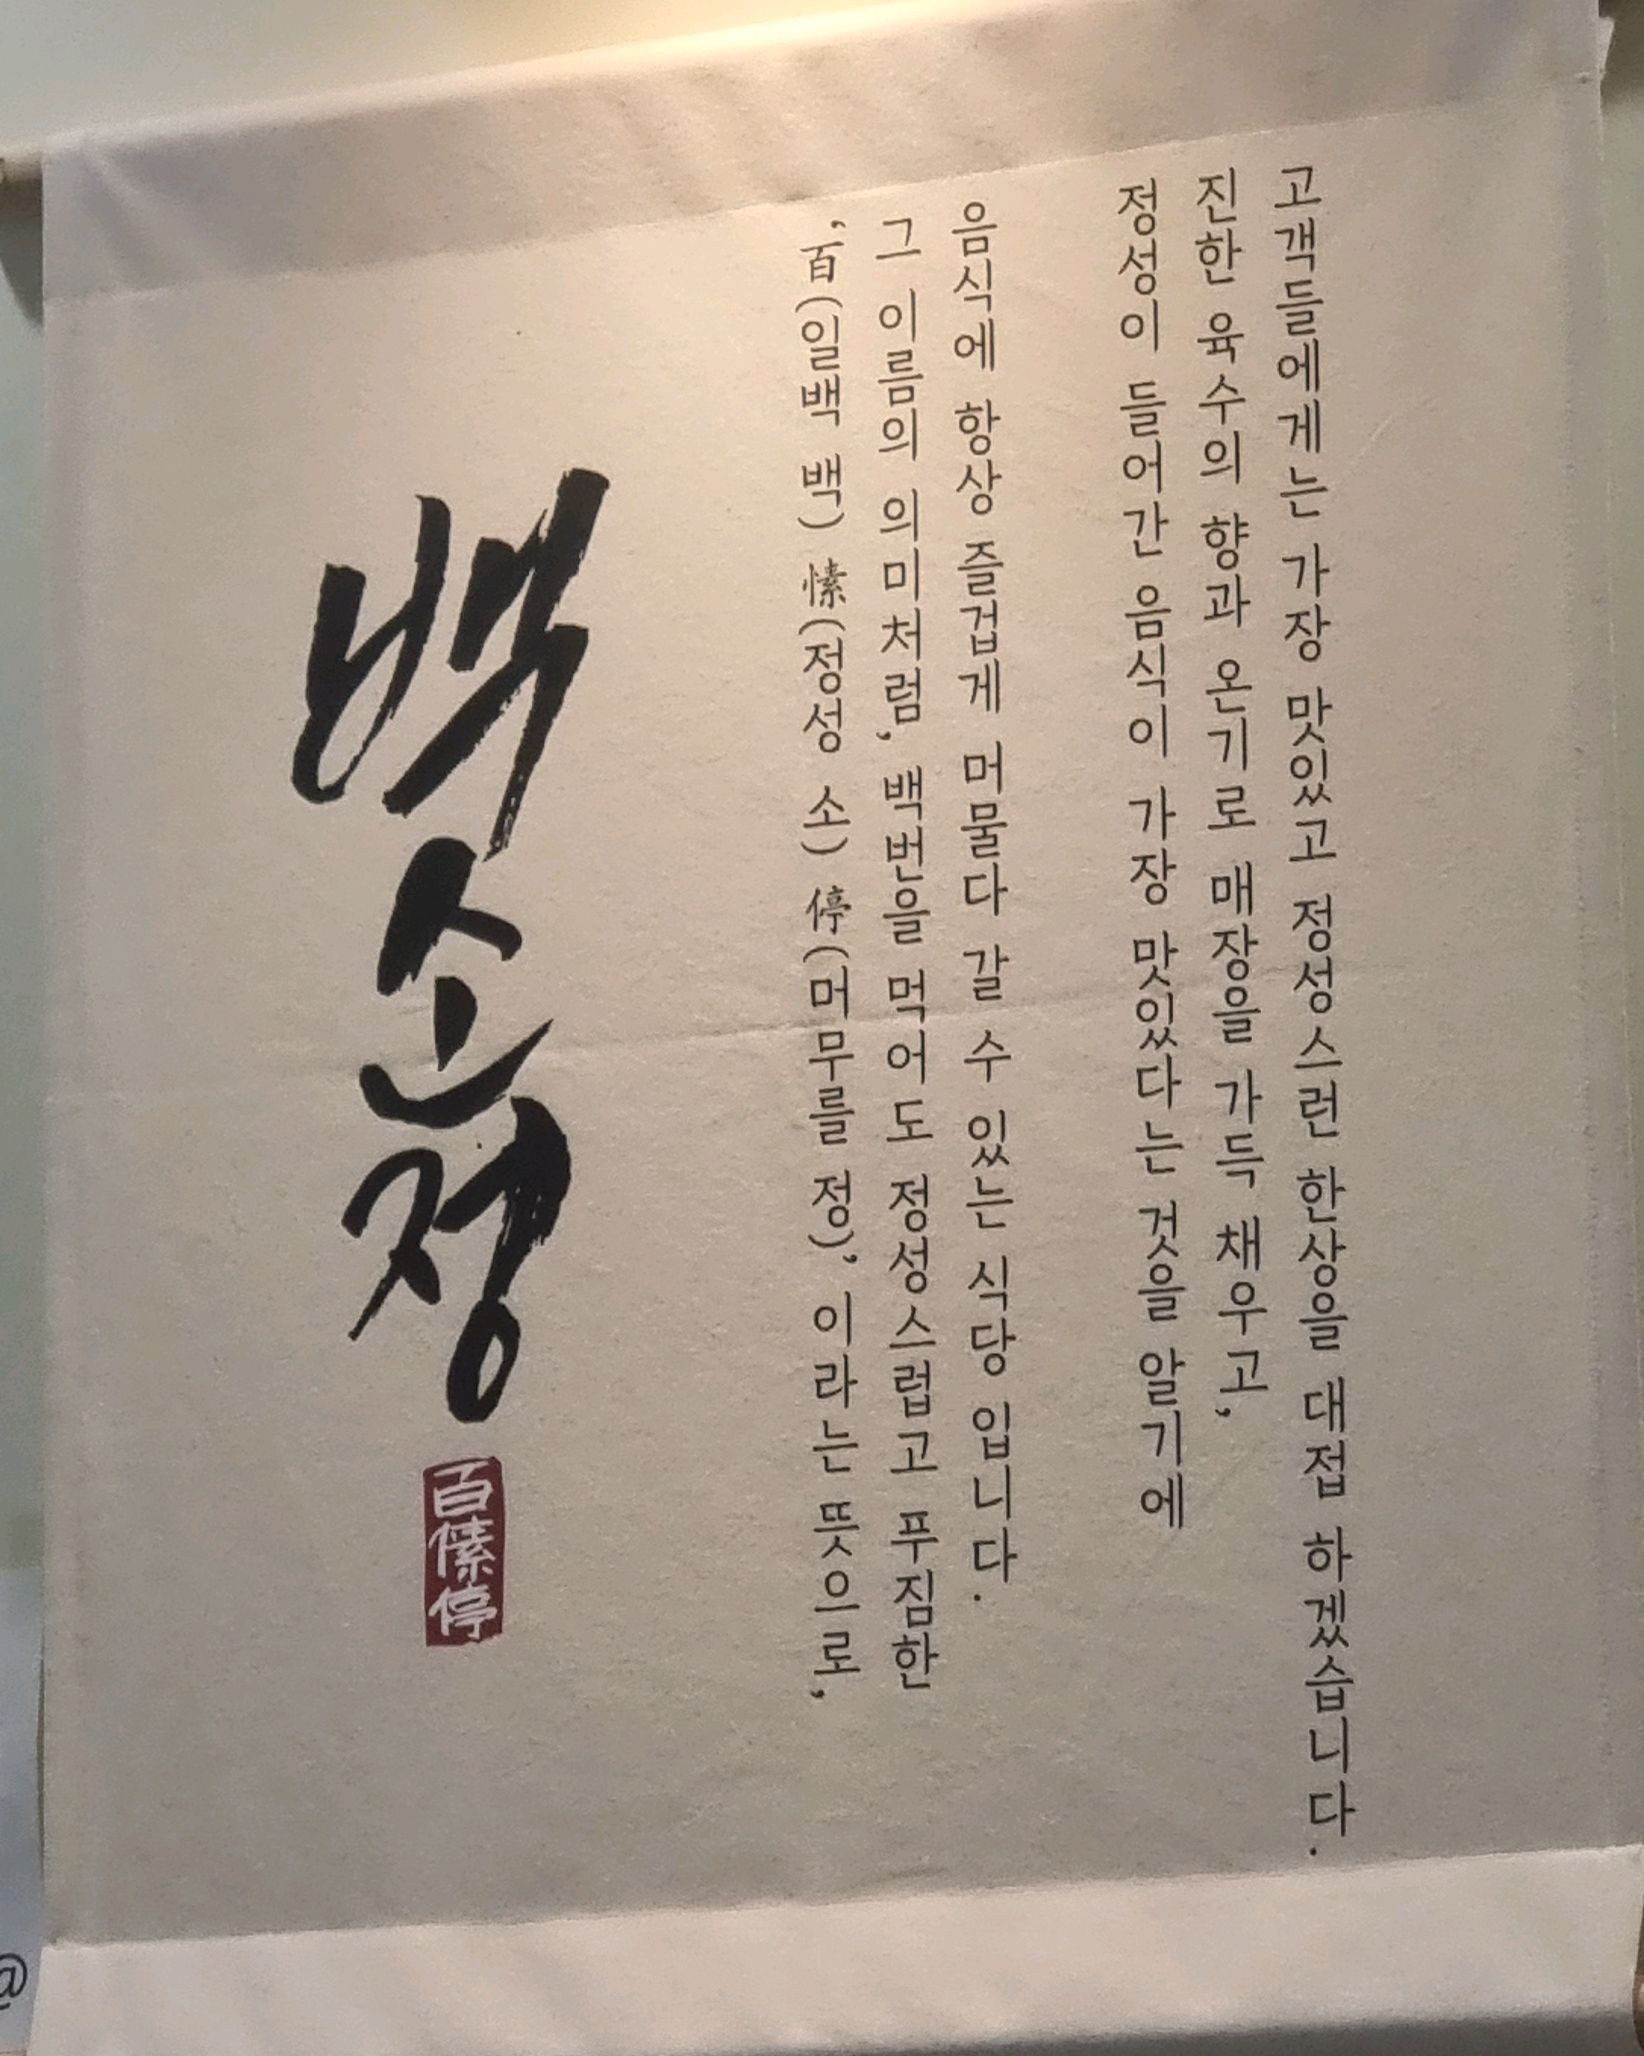 백소정
百愫停
‘百(일백 백) 愫(정성 소) 停(머무를 정)’ 이라는 뜻으로,
그 이름의 의미처럼, 백번을 먹어도 정성스럽고 푸짐한
음식에 항상 즐겁게 머물다 갈 수 있는 식당 입니다.
정성이 들어간 음식이 가장 맛있다는 것을 알기에
진한 육수의 향과 온기로 매장을 가득 채우고,
고객들에게는 가장 맛있고 정성스런 한상을 대접 하겠습니다.
@